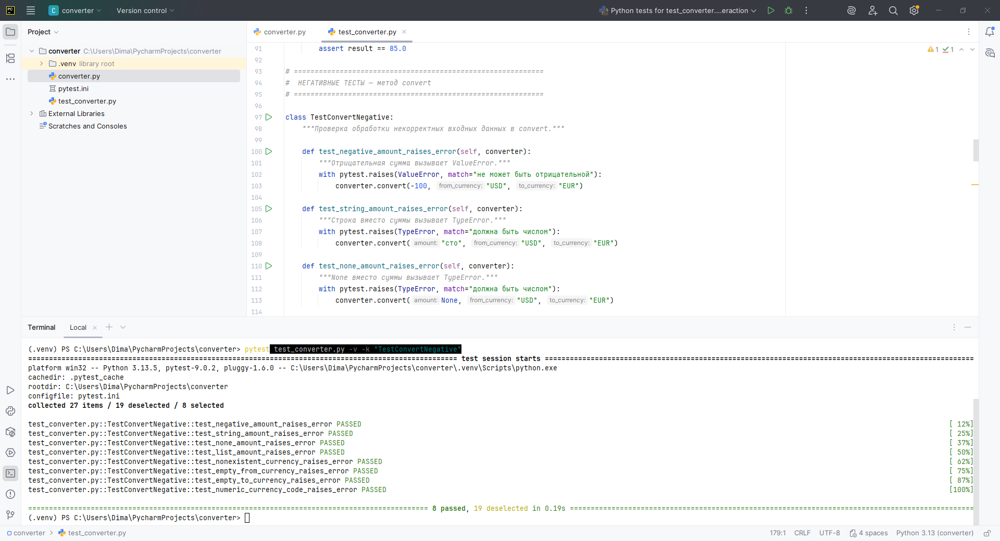 PC
C converter
Version control
Python tests for test_converter....eraction
Project
converter.py
test_converter.py
converter C:\Users\Dima\PycharmProjects\converter
.venv library root
converter.py
pytest.ini
test_converter.py
External Libraries
Scratches and Consoles
1 1
91 assert result == 85.0
92
93 # ============================================================
94 # НЕГАТИВНЫЕ ТЕСТЫ — метод convert
95 # ============================================================
96
97 class TestConvertNegative:
98 """Проверка обработки некорректных входных данных в convert."""
99
100 def test_negative_amount_raises_error(self, converter):
101 """Отрицательная сумма вызывает ValueError."""
102 with pytest.raises(ValueError, match="не может быть отрицательной"):
103 converter.convert(-100, from_currency: "USD", to_currency: "EUR")
104
105 def test_string_amount_raises_error(self, converter):
106 """Строка вместо суммы вызывает TypeError."""
107 with pytest.raises(TypeError, match="должна быть числом"):
108 converter.convert( amount: "сто", from_currency: "USD", to_currency: "EUR")
109
110 def test_none_amount_raises_error(self, converter):
111 """None вместо суммы вызывает TypeError."""
112 with pytest.raises(TypeError, match="должна быть числом"):
113 converter.convert( amount: None, from_currency: "USD", to_currency: "EUR")
114
Terminal
Local
(.venv) PS C:\Users\Dima\PycharmProjects\converter> pytest test_converter.py -v -k "TestConvertNegative"
======================================================================================================= test session starts =======================================================================================================
platform win32 -- Python 3.13.5, pytest-9.0.2, pluggy-1.6.0 -- C:\Users\Dima\PycharmProjects\converter\.venv\Scripts\python.exe
cachedir: .pytest_cache
rootdir: C:\Users\Dima\PycharmProjects\converter
configfile: pytest.ini
collected 27 items / 19 deselected / 8 selected
test_converter.py::TestConvertNegative::test_negative_amount_raises_error PASSED [ 12%]
test_converter.py::TestConvertNegative::test_string_amount_raises_error PASSED [ 25%]
test_converter.py::TestConvertNegative::test_none_amount_raises_error PASSED [ 37%]
test_converter.py::TestConvertNegative::test_list_amount_raises_error PASSED [ 50%]
test_converter.py::TestConvertNegative::test_nonexistent_currency_raises_error PASSED [ 62%]
test_converter.py::TestConvertNegative::test_empty_from_currency_raises_error PASSED [ 75%]
test_converter.py::TestConvertNegative::test_empty_to_currency_raises_error PASSED [ 87%]
test_converter.py::TestConvertNegative::test_numeric_currency_code_raises_error PASSED [100%]
================================================================================================ 8 passed, 19 deselected in 0.19s =================================================================================================
(.venv) PS C:\Users\Dima\PycharmProjects\converter>
converter
test_converter.py
179:1
CRLF
UTF-8
4 spaces
Python 3.13 (converter)